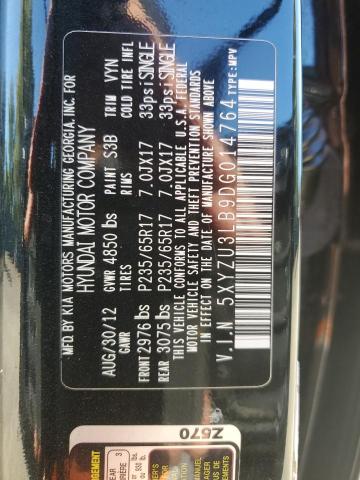 MFD BY KIA MOTORS MANUFACTURING GEORGIA, INC. FOR
HYUNDAI MOTOR COMPANY
AUG/30/12 GVWR 4850 lbs PAINT S3B TRIM VYN
GAWR TIRES RIMS COLD TIRE INFL
FRONT 2976 lbs P235/65R17 7.0JX17 33psi SINGLE
REAR 3075 lbs P235/65R17 7.0JX17 33psi SINGLE
THIS VEHICLE CONFORMS TO ALL APPLICABLE U.S.A FEDERAL
MOTOR VEHICLE SAFETY AND THEFT PREVENTION STANDARDS
IN EFFECT ON THE DATE OF MANUFACTURE SHOWN ABOVE.
V.I.N 5XYZU3LB9DG014764 TYPE:MPV
Z570